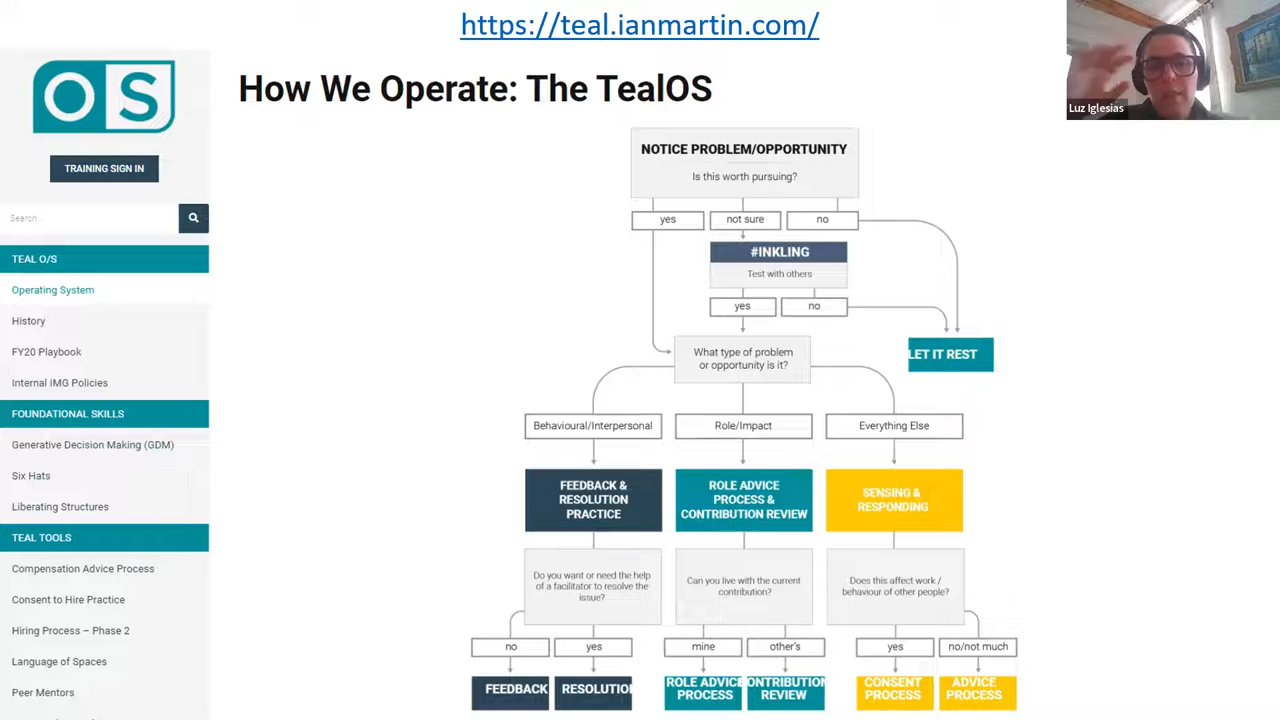 https://teal.ianmartin.com/
Luz Iglesias
OS
TRAINING SIGN IN
Search...
TEAL O/S
Operating System
History
FY20 Playbook
Internal IMG Policies
FOUNDATIONAL SKILLS
Generative Decision Making (GDM)
Six Hats
Liberating Structures
TEAL TOOLS
Compensation Advice Process
Consent to Hire Practice
Hiring Process – Phase 2
Language of Spaces
Peer Mentors
How We Operate: The TealOS
NOTICE PROBLEM/OPPORTUNITY
Is this worth pursuing?
yes
not sure
no
#INKLING
Test with others
yes
no
LET IT REST
What type of problem
or opportunity is it?
Behavioural/Interpersonal
Role/Impact
Everything Else
FEEDBACK &
RESOLUTION
PRACTICE
ROLE ADVICE
PROCESS &
CONTRIBUTION REVIEW
SENSING &
RESPONDING
Do you want or need the help
of a facilitator to resolve the
issue?
Can you live with the current
contribution?
Does this affect work /
behaviour of other people?
no
yes
mine
other's
yes
no/not much
FEEDBACK
RESOLUTIO
ROLE ADVICE
PROCESS
ONTRIBUTION
REVIEW
CONSENT
PROCESS
ADVICE
PROCESS